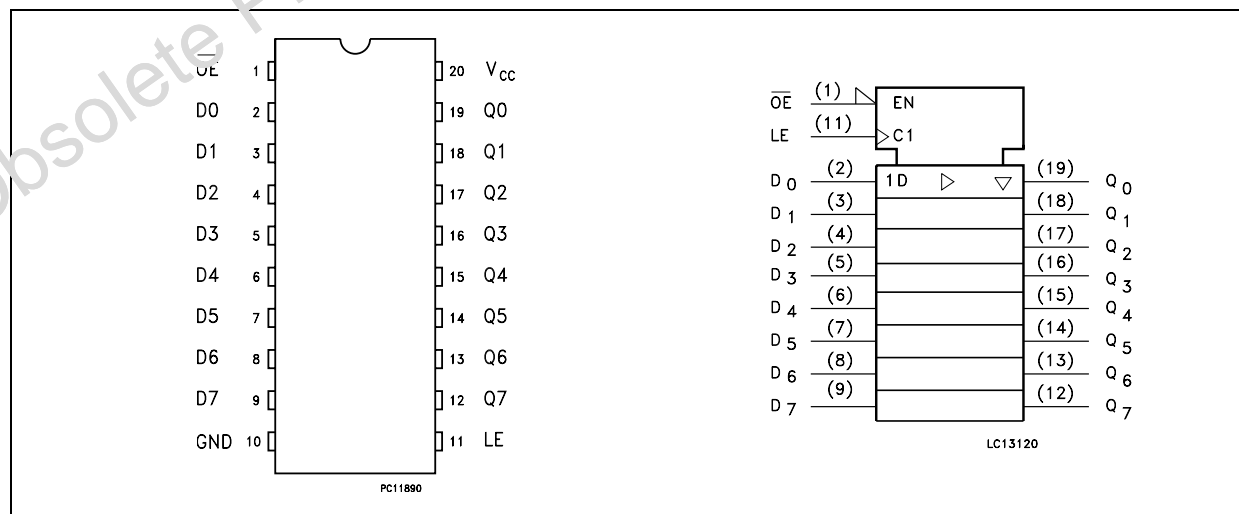 Obsolete
OE 1 20 VCC
D0 2 19 Q0
D1 3 18 Q1
D2 4 17 Q2
D3 5 16 Q3
D4 6 15 Q4
D5 7 14 Q5
D6 8 13 Q6
D7 9 12 Q7
GND 10 11 LE
PC11890
OE (1) EN
LE (11) C1
D0 (2) 1D (19) Q0
D1 (3) (18) Q1
D2 (4) (17) Q2
D3 (5) (16) Q3
D4 (6) (15) Q4
D5 (7) (14) Q5
D6 (8) (13) Q6
D7 (9) (12) Q7
LC13120